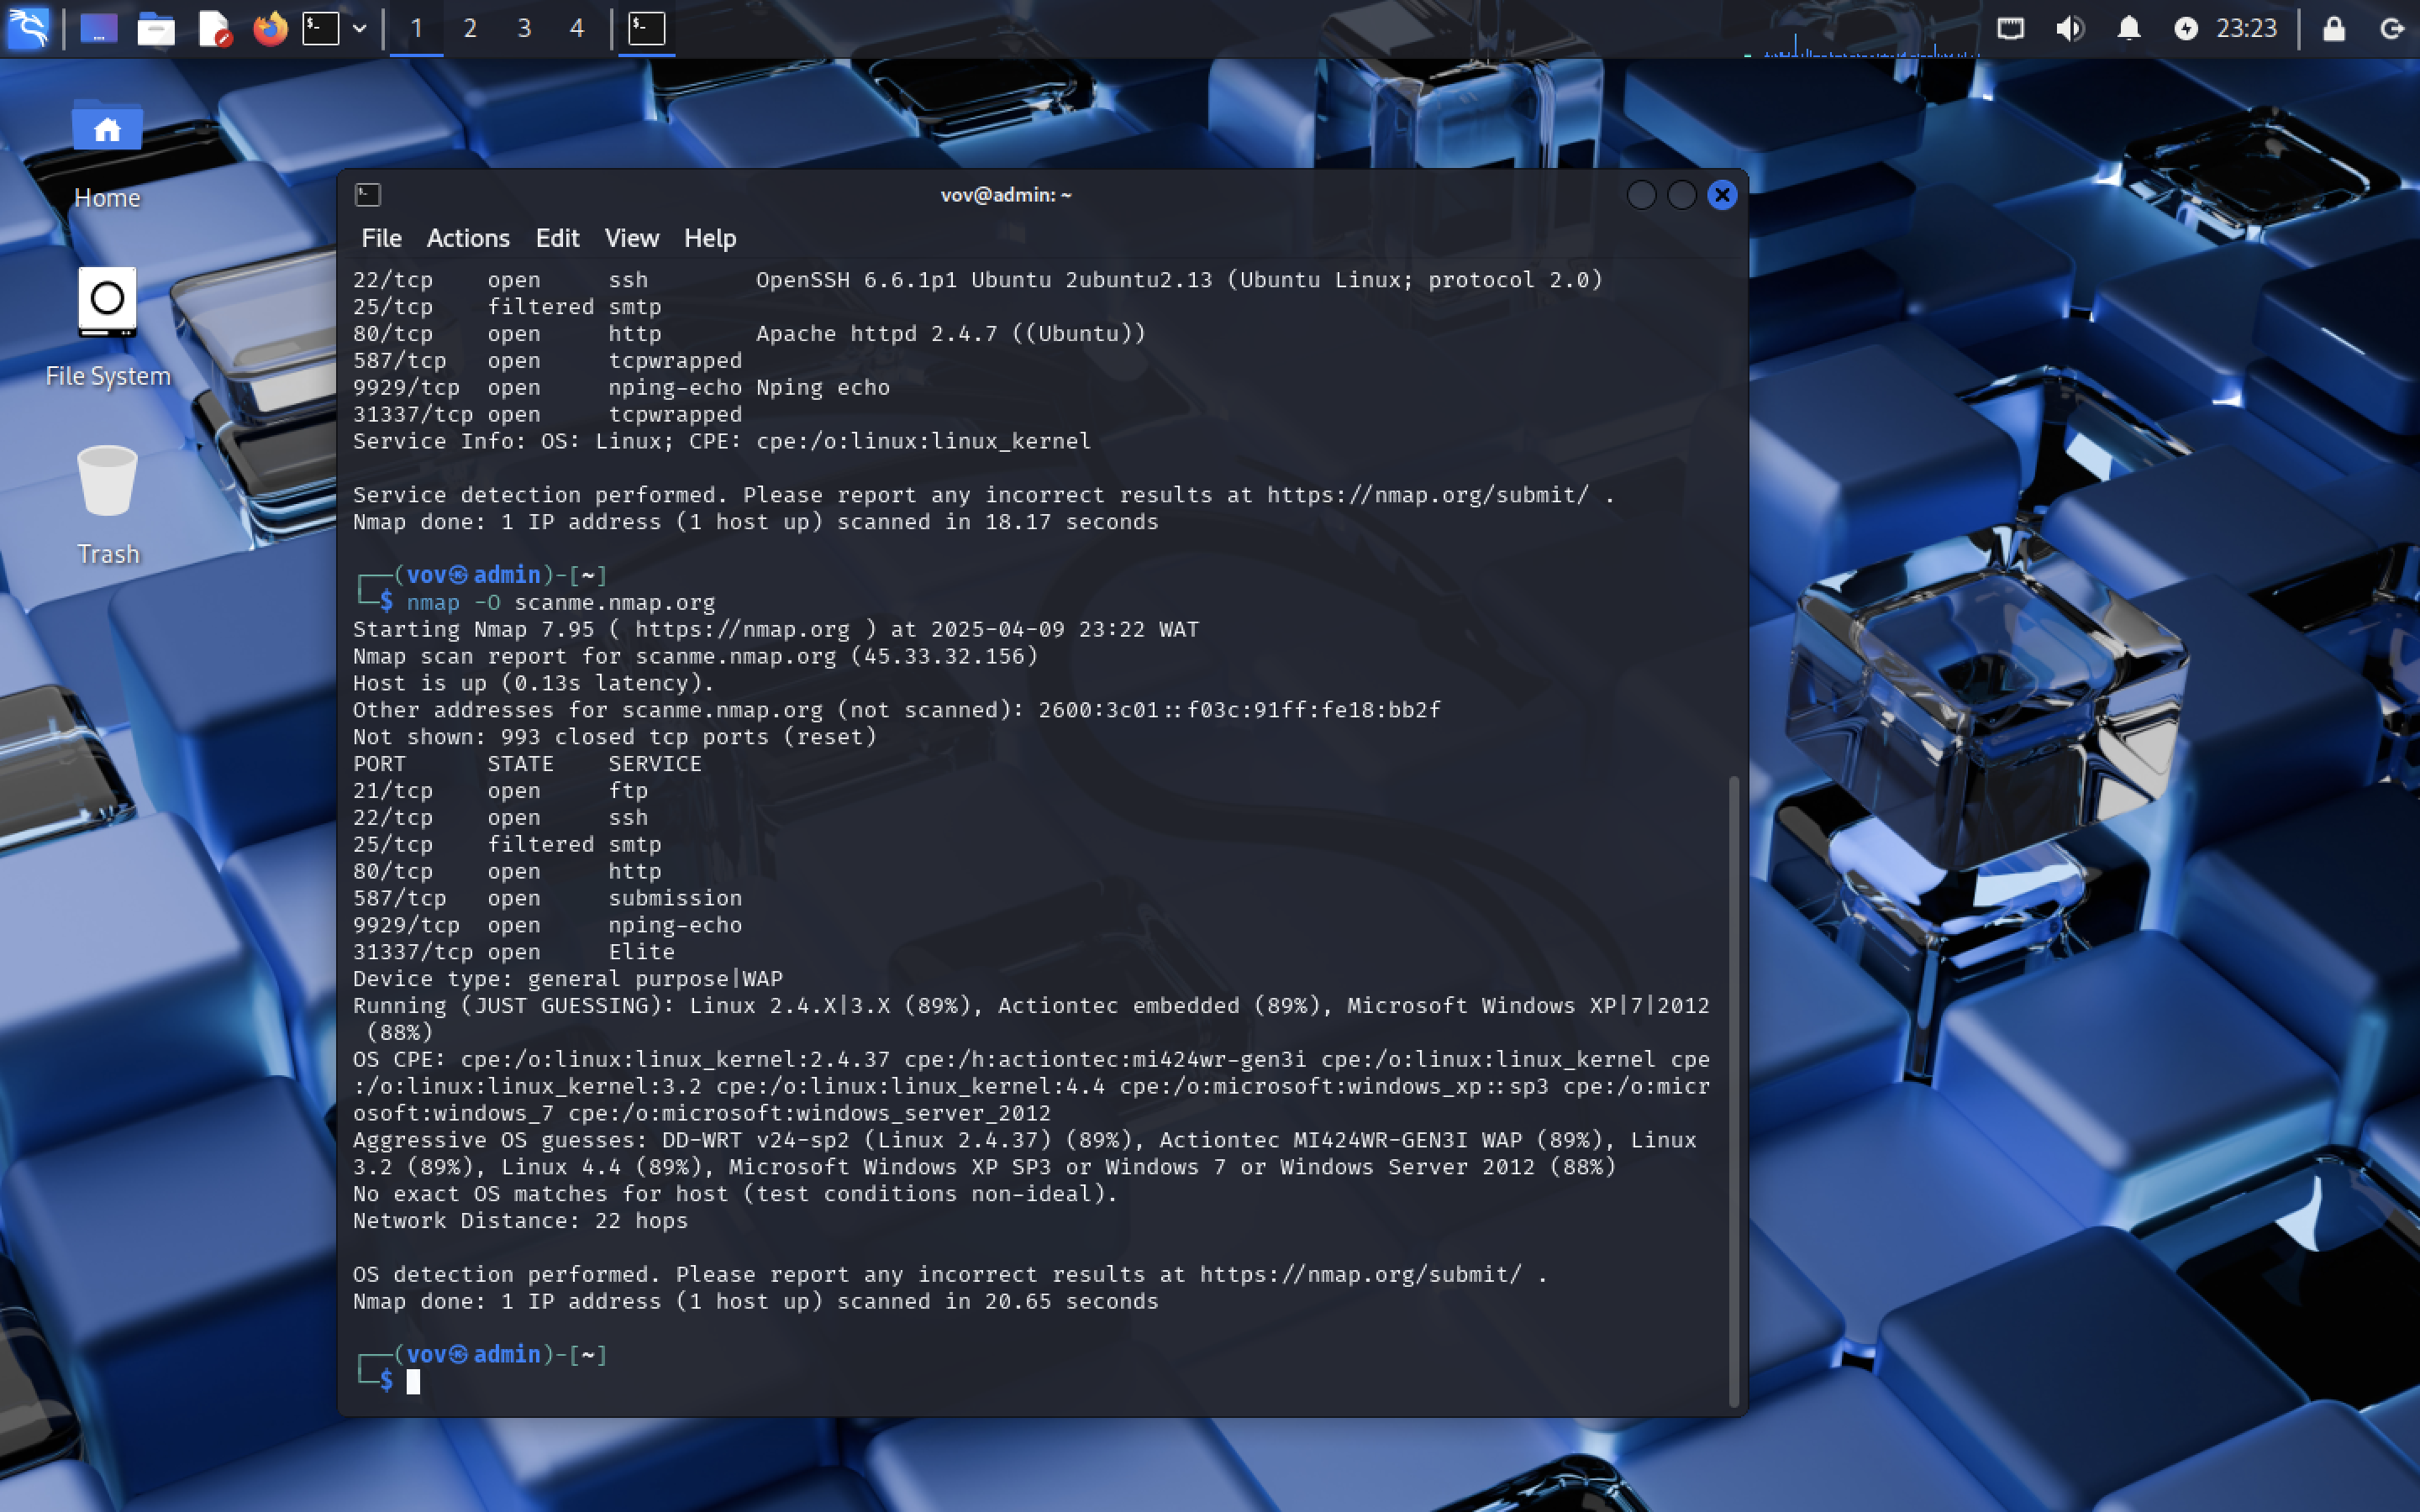 1 2 3 4
23:23
Home
File System
Trash
vov@admin: ~
File Actions Edit View Help
22/tcp    open     ssh        OpenSSH 6.6.1p1 Ubuntu 2ubuntu2.13 (Ubuntu Linux; protocol 2.0)
25/tcp    filtered smtp
80/tcp    open     http       Apache httpd 2.4.7 ((Ubuntu))
587/tcp   open     tcpwrapped
9929/tcp  open     nping-echo Nping echo
31337/tcp open     tcpwrapped
Service Info: OS: Linux; CPE: cpe:/o:linux:linux_kernel
Service detection performed. Please report any incorrect results at https://nmap.org/submit/ .
Nmap done: 1 IP address (1 host up) scanned in 18.17 seconds
┌──(vov㉿admin)-[~]
└─$ nmap -O scanme.nmap.org
Starting Nmap 7.95 ( https://nmap.org ) at 2025-04-09 23:22 WAT
Nmap scan report for scanme.nmap.org (45.33.32.156)
Host is up (0.13s latency).
Other addresses for scanme.nmap.org (not scanned): 2600:3c01::f03c:91ff:fe18:bb2f
Not shown: 993 closed tcp ports (reset)
PORT      STATE    SERVICE
21/tcp    open     ftp
22/tcp    open     ssh
25/tcp    filtered smtp
80/tcp    open     http
587/tcp   open     submission
9929/tcp  open     nping-echo
31337/tcp open     Elite
Device type: general purpose|WAP
Running (JUST GUESSING): Linux 2.4.X|3.X (89%), Actiontec embedded (89%), Microsoft Windows XP|7|2012
(88%)
OS CPE: cpe:/o:linux:linux_kernel:2.4.37 cpe:/h:actiontec:mi424wr-gen3i cpe:/o:linux:linux_kernel cpe
:/o:linux:linux_kernel:3.2 cpe:/o:linux:linux_kernel:4.4 cpe:/o:microsoft:windows_xp::sp3 cpe:/o:micr
osoft:windows_7 cpe:/o:microsoft:windows_server_2012
Aggressive OS guesses: DD-WRT v24-sp2 (Linux 2.4.37) (89%), Actiontec MI424WR-GEN3I WAP (89%), Linux
3.2 (89%), Linux 4.4 (89%), Microsoft Windows XP SP3 or Windows 7 or Windows Server 2012 (88%)
No exact OS matches for host (test conditions non-ideal).
Network Distance: 22 hops
OS detection performed. Please report any incorrect results at https://nmap.org/submit/ .
Nmap done: 1 IP address (1 host up) scanned in 20.65 seconds
┌──(vov㉿admin)-[~]
└─$